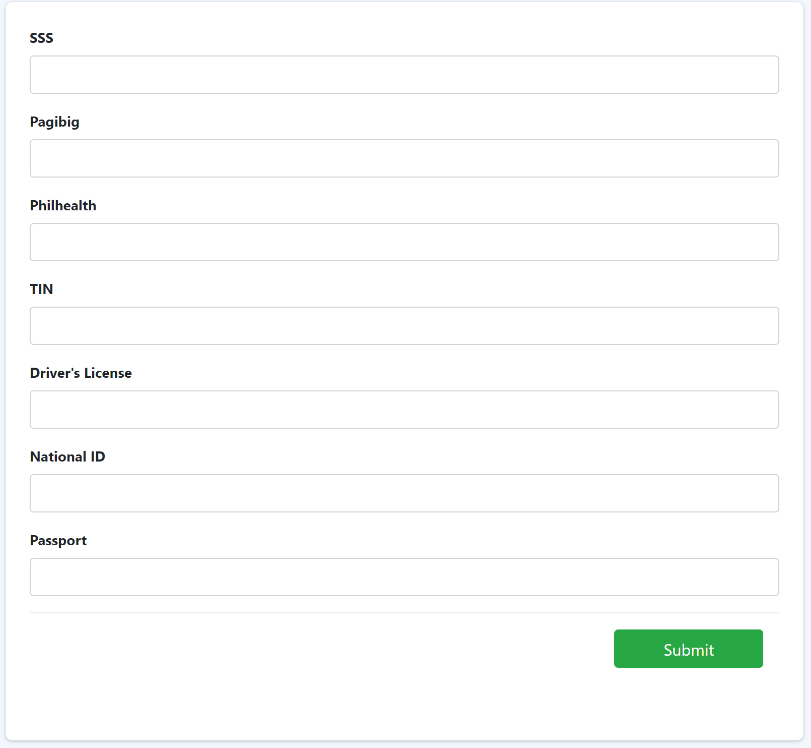 SSS
Pagibig
Philhealth
TIN
Driver's License
National ID
Passport
Submit